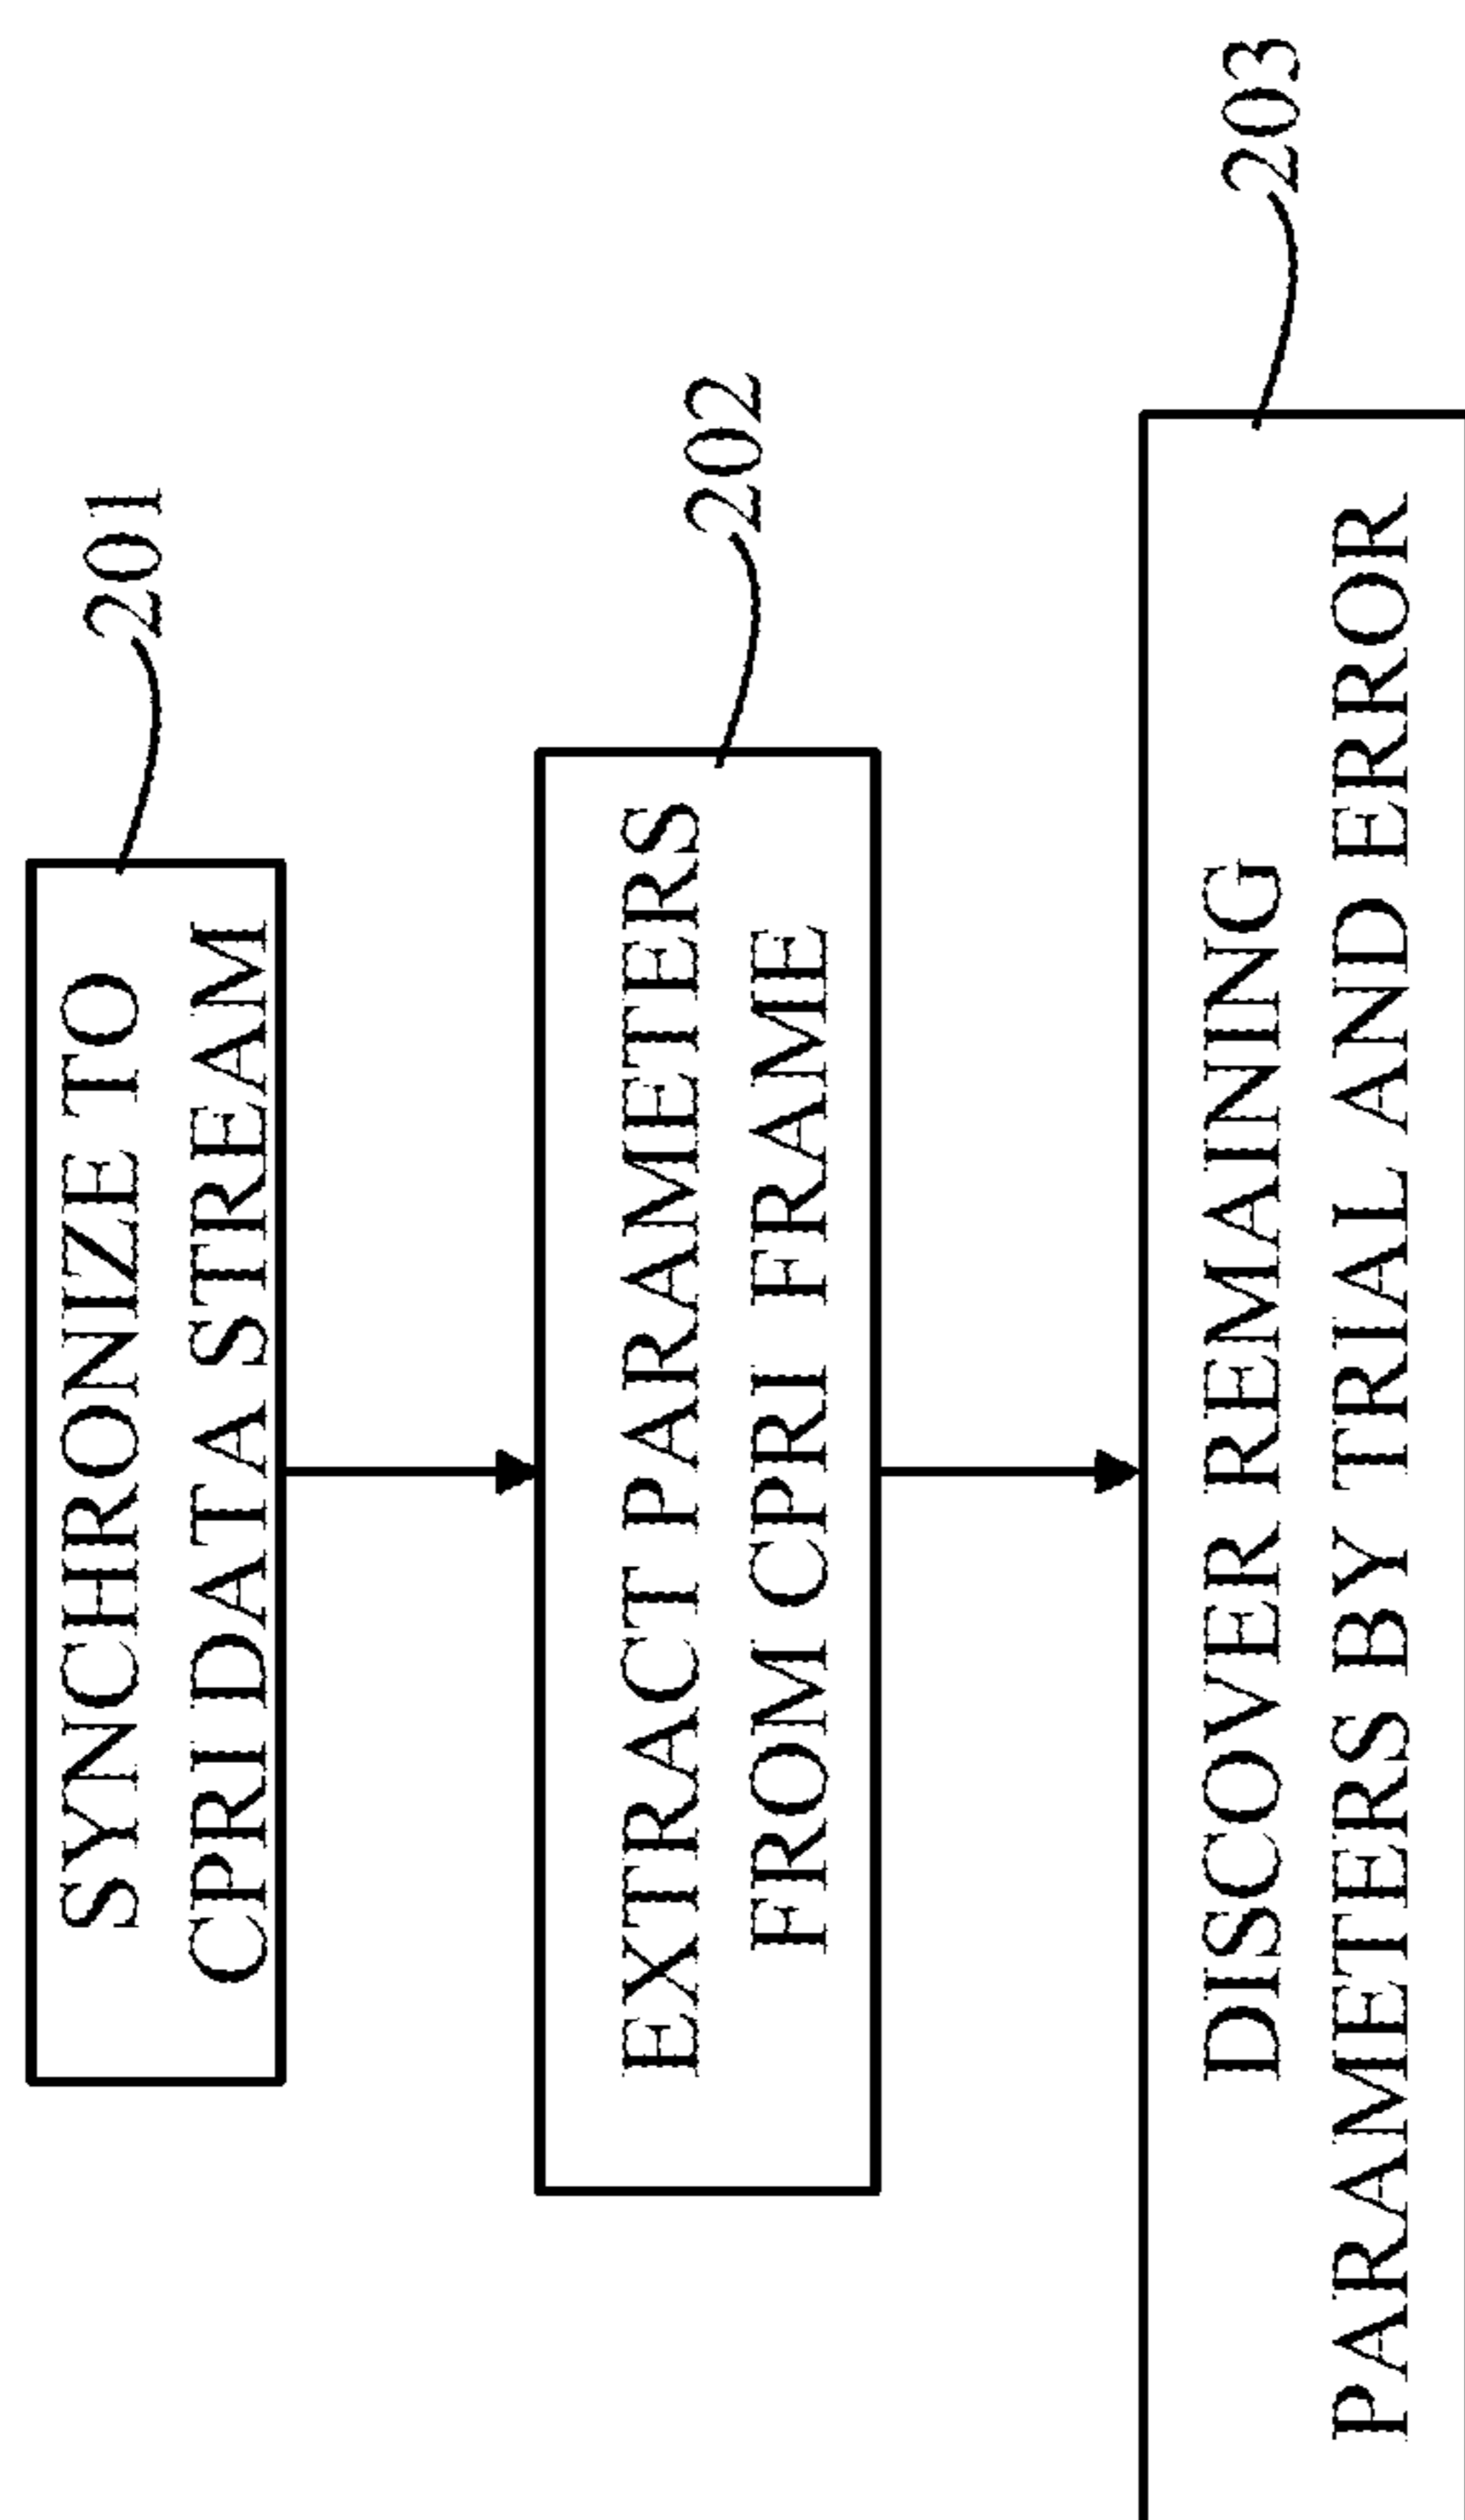 SYNCHRONIZE TO
CPRI DATA STREAM
201
EXTRACT PARAMETERS
FROM CPRI FRAME
202
DISCOVER REMAINING
PARAMETERS BY TRIAL AND ERROR
203